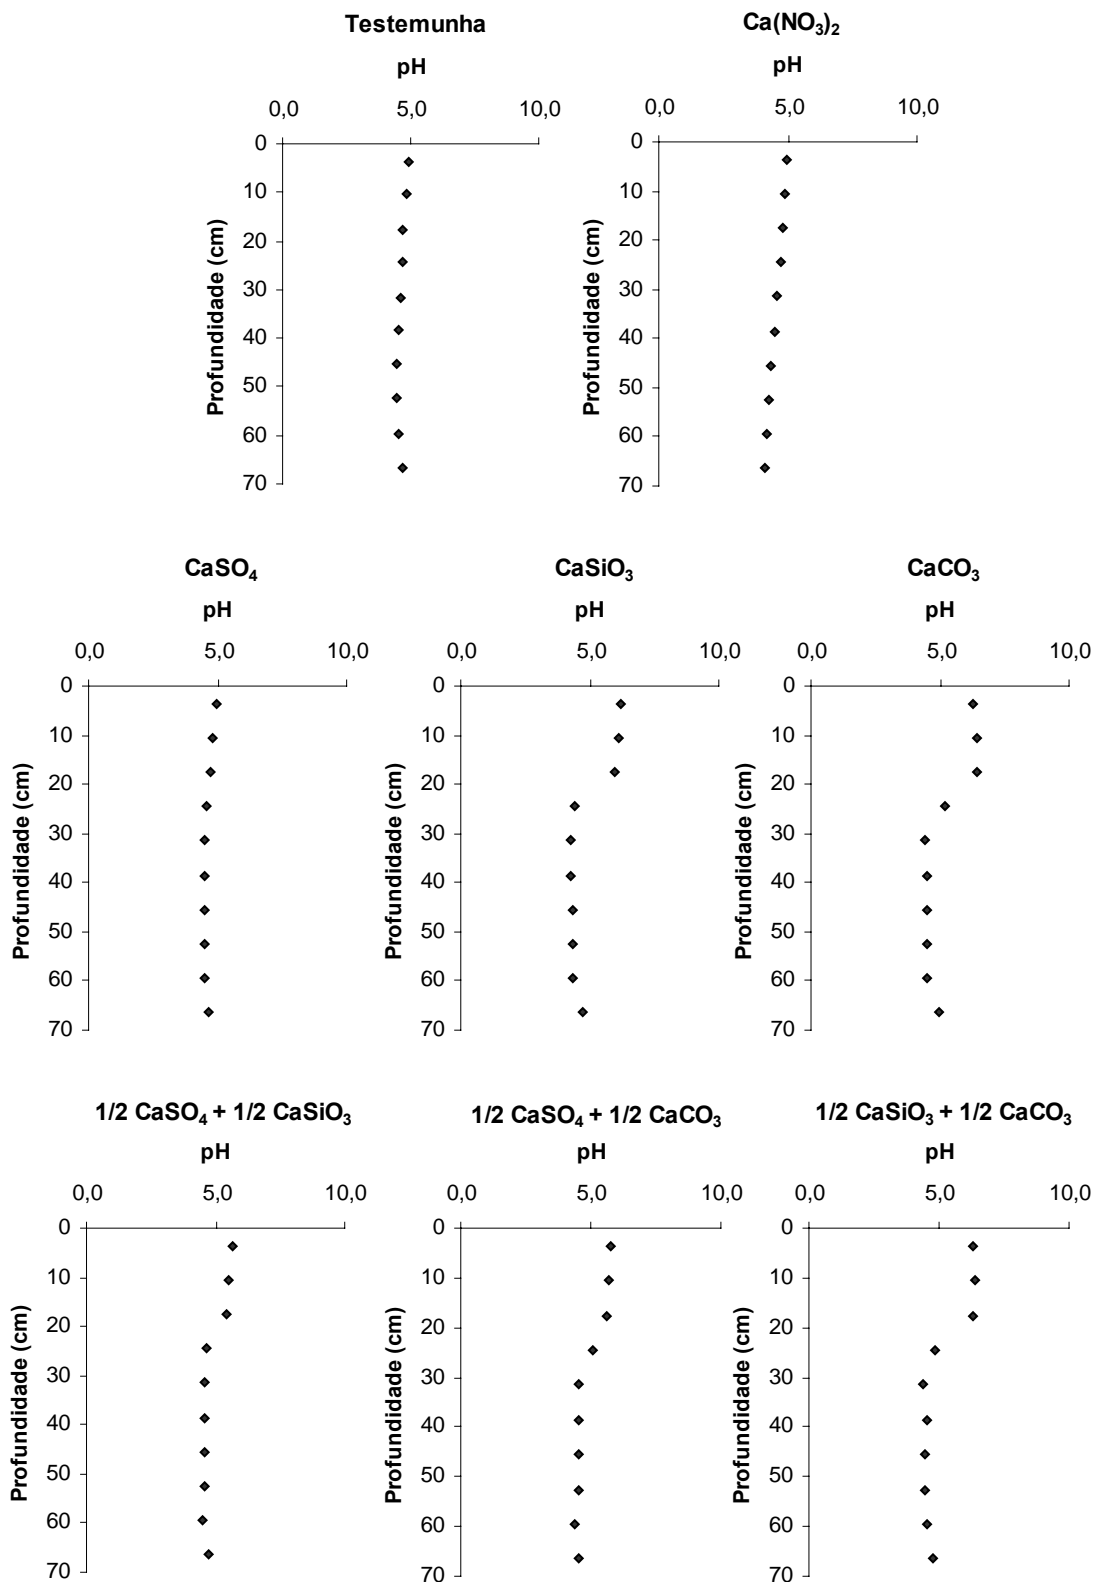 Testemunha
pH
0,0 5,0 10,0
0
10
20
30
40
50
60
70
Profundidade (cm)
Ca(NO₃)₂
pH
0,0 5,0 10,0
0
10
20
30
40
50
60
70
Profundidade (cm)
CaSO₄
pH
0,0 5,0 10,0
0
10
20
30
40
50
60
70
Profundidade (cm)
CaSiO₃
pH
0,0 5,0 10,0
0
10
20
30
40
50
60
70
Profundidade (cm)
CaCO₃
pH
0,0 5,0 10,0
0
10
20
30
40
50
60
70
Profundidade (cm)
1/2 CaSO₄ + 1/2 CaSiO₃
pH
0,0 5,0 10,0
0
10
20
30
40
50
60
70
Profundidade (cm)
1/2 CaSO₄ + 1/2 CaCO₃
pH
0,0 5,0 10,0
0
10
20
30
40
50
60
70
Profundidade (cm)
1/2 CaSiO₃ + 1/2 CaCO₃
pH
0,0 5,0 10,0
0
10
20
30
40
50
60
70
Profundidade (cm)